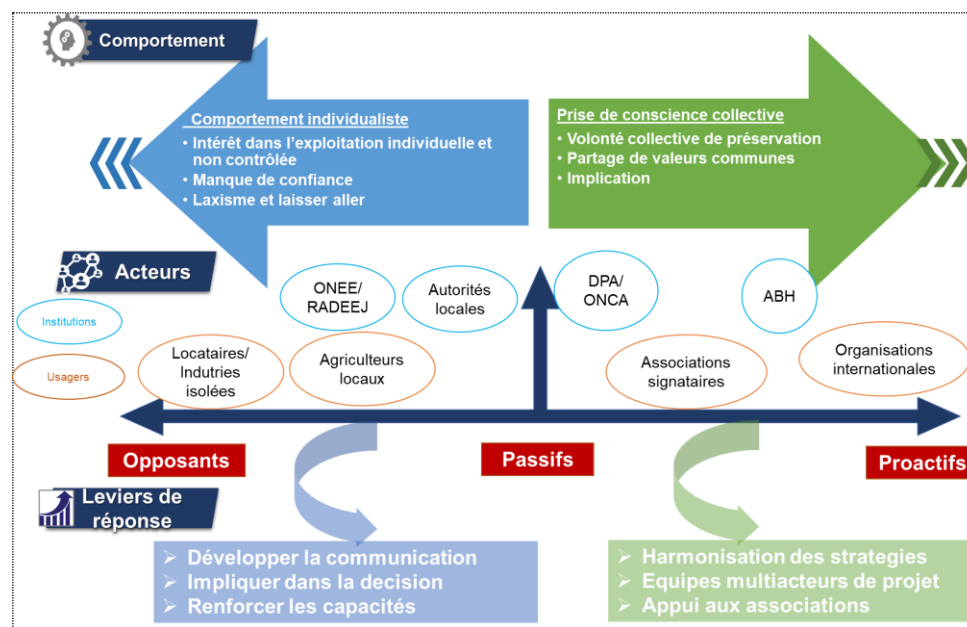 Comportement
Comportement individualiste
• Intérêt dans l'exploitation individuelle et
non contrôlée
• Manque de confiance
• Laxisme et laisser aller
Prise de conscience collective
• Volonté collective de préservation
• Partage de valeurs communes
• Implication
Acteurs
Institutions
Usagers
ONEE/
RADEEJ
Autorités
locales
DPA/
ONCA
ABH
Locataires/
Indutries
isolées
Agriculteurs
locaux
Associations
signataires
Organisations
internationales
Opposants
Passifs
Proactifs
Leviers de
réponse
➢ Développer la communication
➢ Impliquer dans la decision
➢ Renforcer les capacités
➢ Harmonisation des strategies
➢ Equipes multiacteurs de projet
➢ Appui aux associations